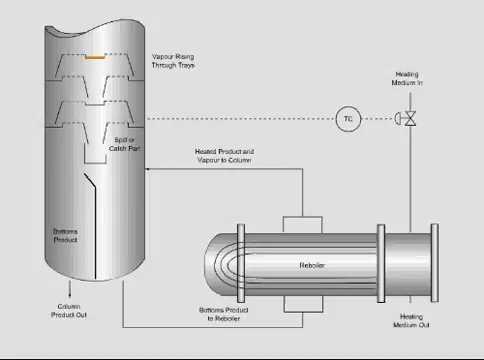 Vapour Rising
Through Trays
Heating
Medium In
TC
Spill or
Catch Pan
Heated Product and
Vapour to Column
Bottoms
Product
Reboiler
Column
Product Out
Bottoms Product
to Reboiler
Heating
Medium Out